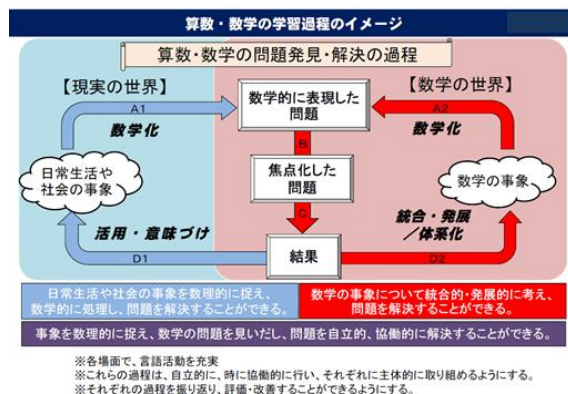 算数・数学の学習過程のイメージ
算数・数学の問題発見・解決の過程
【現実の世界】
【数学の世界】
A1
数学化
数学的に表現した
問題
A2
数学化
B
日常生活や
社会の事象
焦点化した
問題
数学の事象
C
活用・意味づけ
統合・発展
/体系化
D1
結果
D2
日常生活や社会の事象を数理的に捉え、
数学的に処理し、問題を解決することができる。
数学の事象について統合的・発展的に考え、
問題を解決することができる。
事象を数理的に捉え、数学の問題を見いだし、問題を自立的、協働的に解決することができる。
※各場面で、言語活動を充実
※これらの過程は、自立的に、時に協働的に行い、それぞれに主体的に取り組めるようにする。
※それぞれの過程を振り返り、評価・改善することができるようにする。